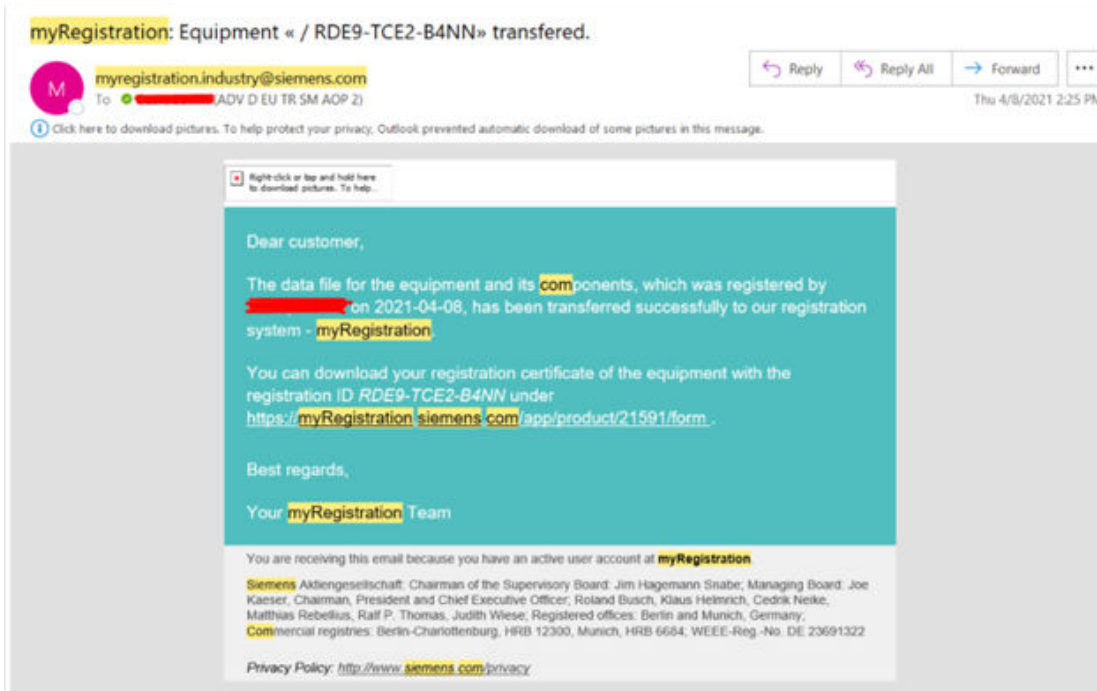 myRegistration: Equipment « / RDE9-TCE2-B4NN» transfered.
Reply Reply All Forward ...
M
myregistration.industry@siemens.com
To (ADV D EU TR SM AOP 2)
Thu 4/8/2021 2:25 PM
Click here to download pictures. To help protect your privacy, Outlook prevented automatic download of some pictures in this message.
Right-click or tap and hold here
to download pictures. To help...
Dear customer,
The data file for the equipment and its components, which was registered by
on 2021-04-08, has been transferred successfully to our registration
system - myRegistration.
You can download your registration certificate of the equipment with the
registration ID RDE9-TCE2-B4NN under
https://myRegistration.siemens.com/app/product/21591/form .
Best regards,
Your myRegistration Team
You are receiving this email because you have an active user account at myRegistration
Siemens Aktiengesellschaft: Chairman of the Supervisory Board: Jim Hagemann Snabe; Managing Board: Joe
Kaeser, Chairman, President and Chief Executive Officer; Roland Busch, Klaus Helmrich, Cedrik Neike,
Matthias Rebellius, Ralf P. Thomas, Judith Wiese; Registered offices: Berlin and Munich, Germany;
Commercial registries: Berlin-Charlottenburg, HRB 12300, Munich, HRB 6684; WEEE-Reg.-No. DE 23691322
Privacy Policy: http://www.siemens.com/privacy